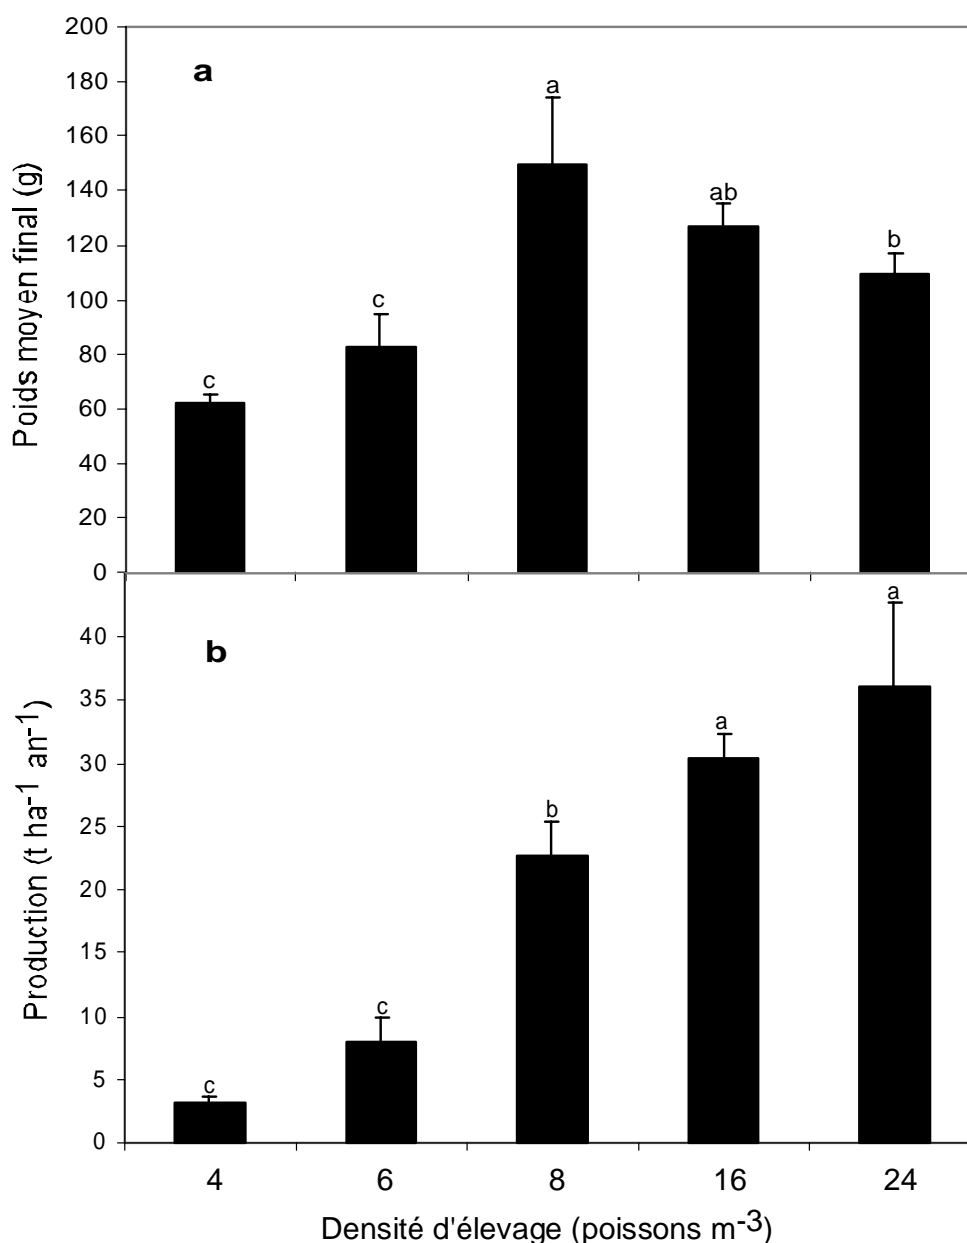 200
180
160
140
120
100
80
60
40
20
0
Poids moyen final (g)
a
c
c
a
ab
b
40
35
30
25
20
15
10
5
0
Production (t ha-1 an-1)
b
c
c
b
a
a
4 6 8 16 24
Densité d'élevage (poissons m-3)